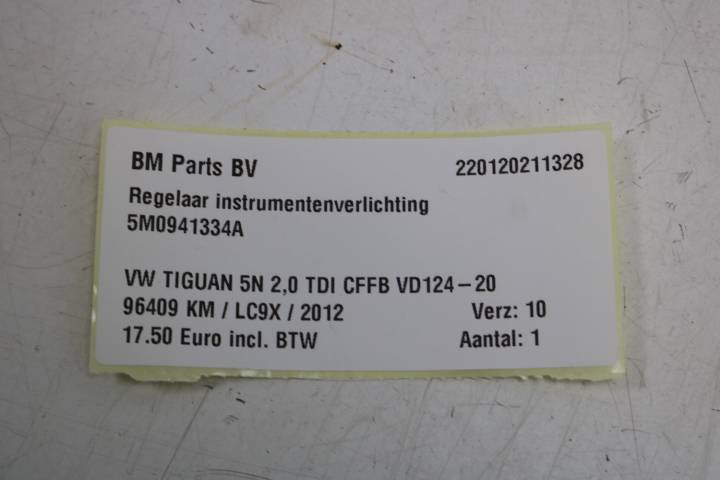 BM Parts BV 220120211328
Regelaar instrumentenverlichting
5M0941334A
VW TIGUAN 5N 2,0 TDI CFFB VD124-20
96409 KM / LC9X / 2012 Verz: 10
17.50 Euro incl. BTW Aantal: 1